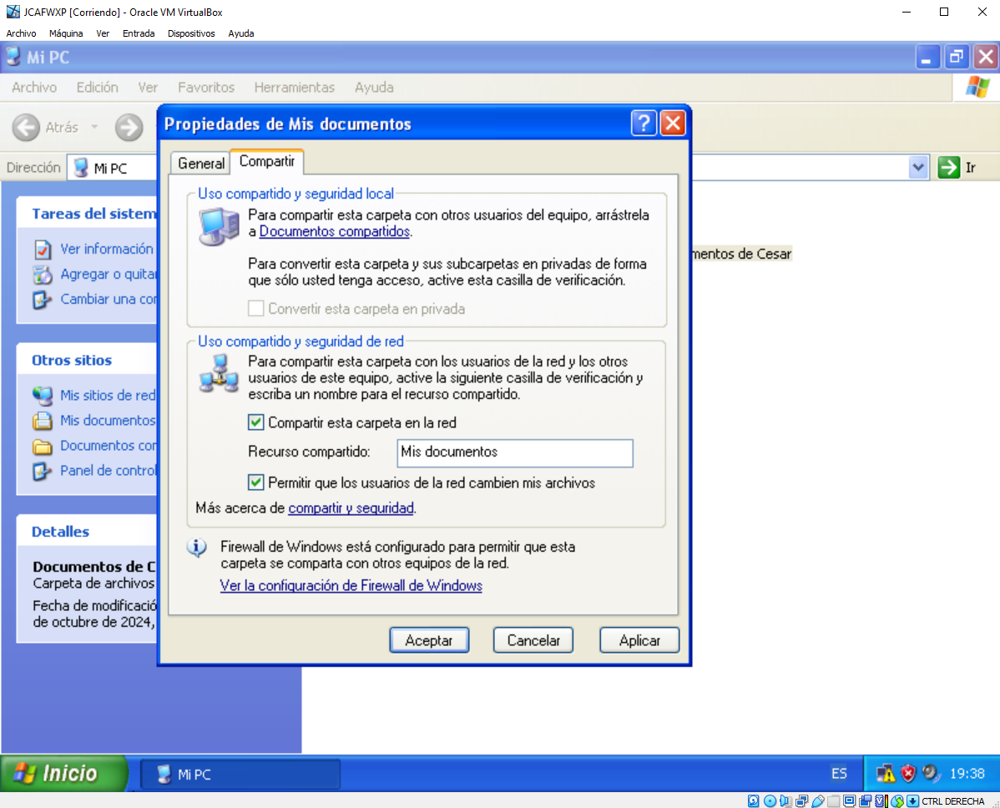 JCAFWXP [Corriendo] - Oracle VM VirtualBox
Archivo Máquina Ver Entrada Dispositivos Ayuda
Mi PC
Archivo Edición Ver Favoritos Herramientas Ayuda
Atrás
Dirección Mi PC Ir
Propiedades de Mis documentos
General Compartir
Uso compartido y seguridad local
Para compartir esta carpeta con otros usuarios del equipo, arrástrela
a Documentos compartidos.
Para convertir esta carpeta y sus subcarpetas en privadas de forma
que sólo usted tenga acceso, active esta casilla de verificación.
Convertir esta carpeta en privada
Uso compartido y seguridad de red
Para compartir esta carpeta con los usuarios de la red y los otros
usuarios de este equipo, active la siguiente casilla de verificación y
escriba un nombre para el recurso compartido.
Compartir esta carpeta en la red
Recurso compartido: Mis documentos
Permitir que los usuarios de la red cambien mis archivos
Más acerca de compartir y seguridad.
Firewall de Windows está configurado para permitir que esta
carpeta se comparta con otros equipos de la red.
Ver la configuración de Firewall de Windows
Aceptar Cancelar Aplicar
Tareas del sistem
Ver información
Agregar o quitar
Cambiar una con
Otros sitios
Mis sitios de red
Mis documentos
Documentos con
Panel de control
Detalles
Documentos de C
Carpeta de archivos
Fecha de modificació
de octubre de 2024,
mentos de Cesar
Inicio Mi PC ES 19:38
CTRL DERECHA